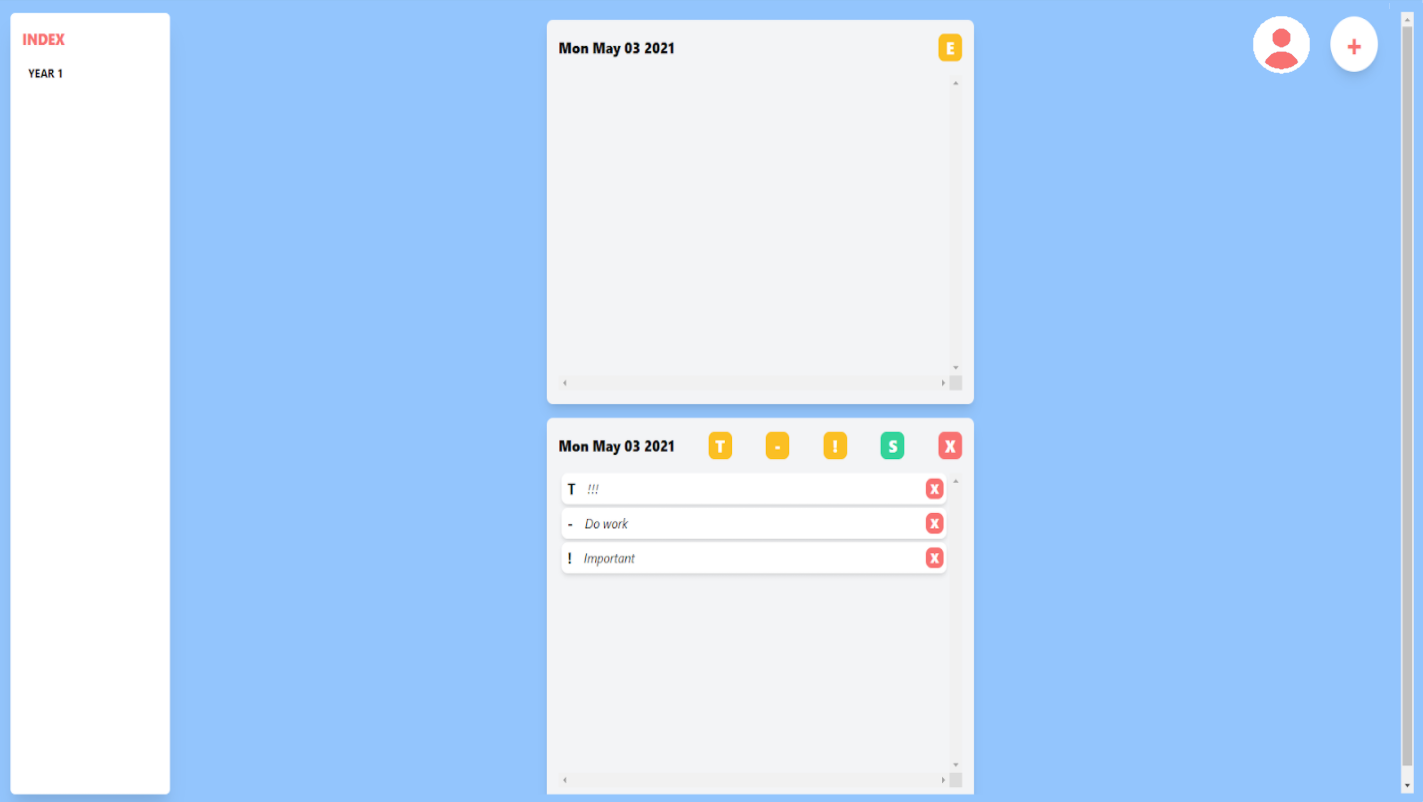 INDEX
YEAR 1
Mon May 03 2021 E
+
Mon May 03 2021 T - ! S X
T !!! X
- Do work X
! Important X